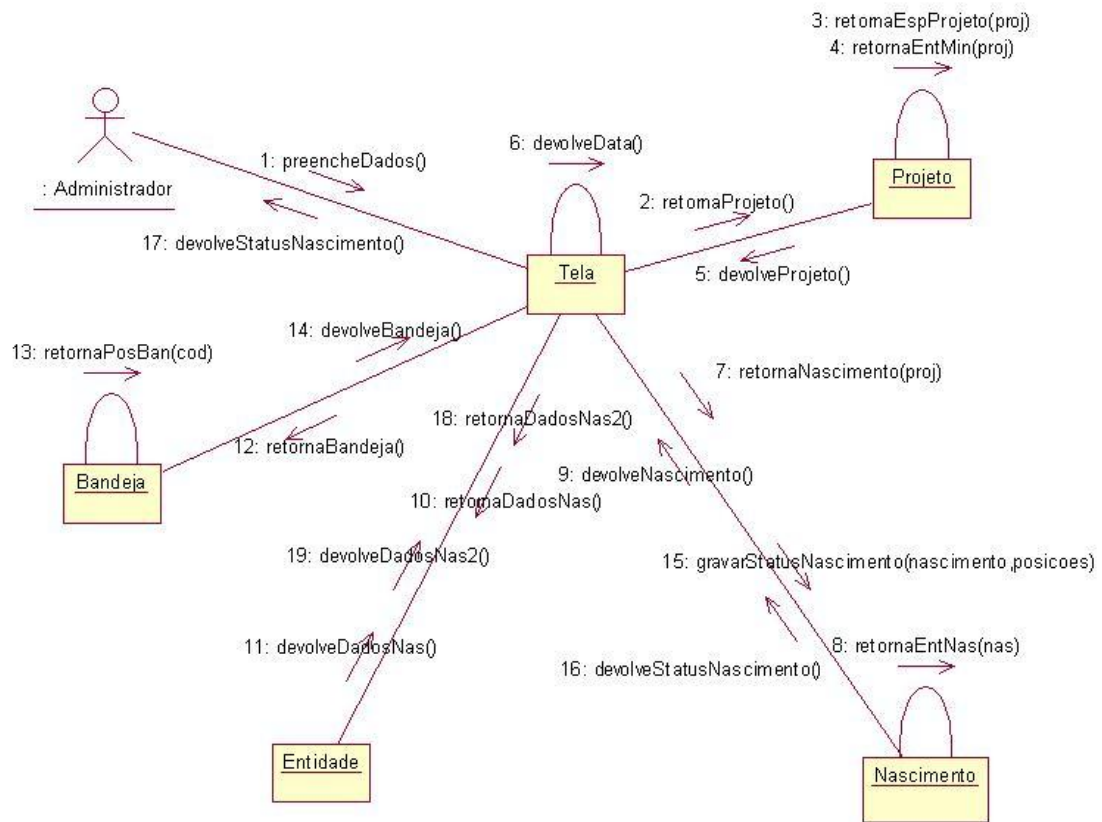 3: retornaEspProjeto(proj)
4: retornaEntMin(proj)
6: devolveData()
1: preencheDados()
Projeto
: Administrador
2: retornaProjeto()
17: devolveStatusNascimento()
5: devolveProjeto()
Tela
14: devolveBandeja()
13: retornaPosBan(cod)
7: retornaNascimento(proj)
18: retornaDadosNas2()
12: retornaBandeja()
9: devolveNascimento()
Bandeja
10: retornaDadosNas()
19: devolveDadosNas2()
15: gravarStatusNascimento(nascimento,posicoes)
11: devolveDadosNas()
8: retornaEntNas(nas)
16: devolveStatusNascimento()
Entidade
Nascimento